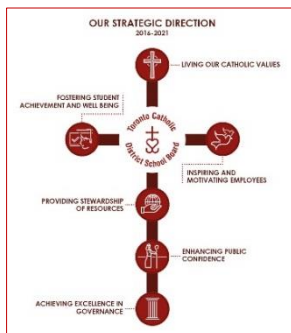 OUR STRATEGIC DIRECTION
2016-2021
LIVING OUR CATHOLIC VALUES
FOSTERING STUDENT
ACHIEVEMENT AND WELL BEING
Toronto Catholic
District School Board
INSPIRING AND
MOTIVATING EMPLOYEES
PROVIDING STEWARDSHIP
OF RESOURCES
ENHANCING PUBLIC
CONFIDENCE
ACHIEVING EXCELLENCE IN
GOVERNANCE